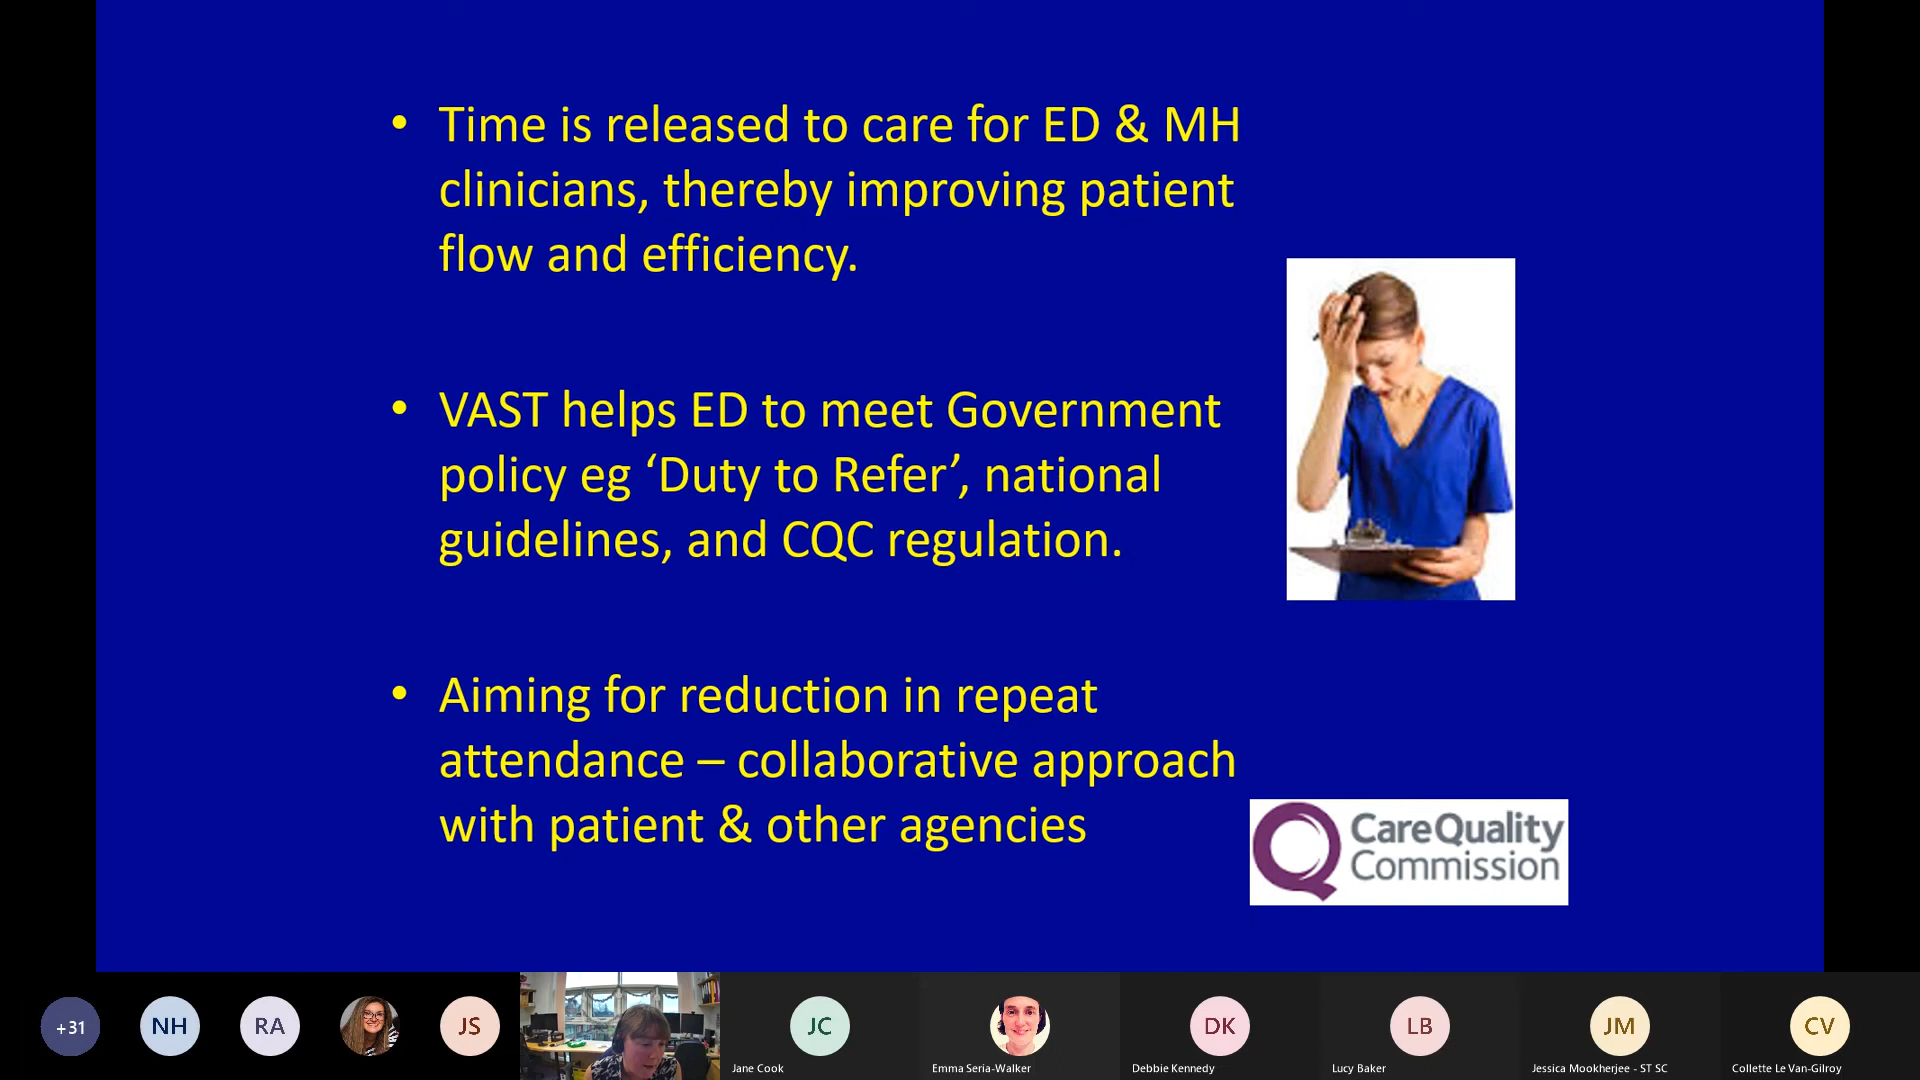 • Time is released to care for ED & MH
clinicians, thereby improving patient
flow and efficiency.
• VAST helps ED to meet Government
policy eg ‘Duty to Refer’, national
guidelines, and CQC regulation.
• Aiming for reduction in repeat
attendance – collaborative approach
with patient & other agencies
CareQuality
Commission
+31
NH
RA
JS
JC
DK
LB
JM
CV
Jane Cook
Emma Seria-Walker
Debbie Kennedy
Lucy Baker
Jessica Mookherjee - ST SC
Collette Le Van-Gilroy